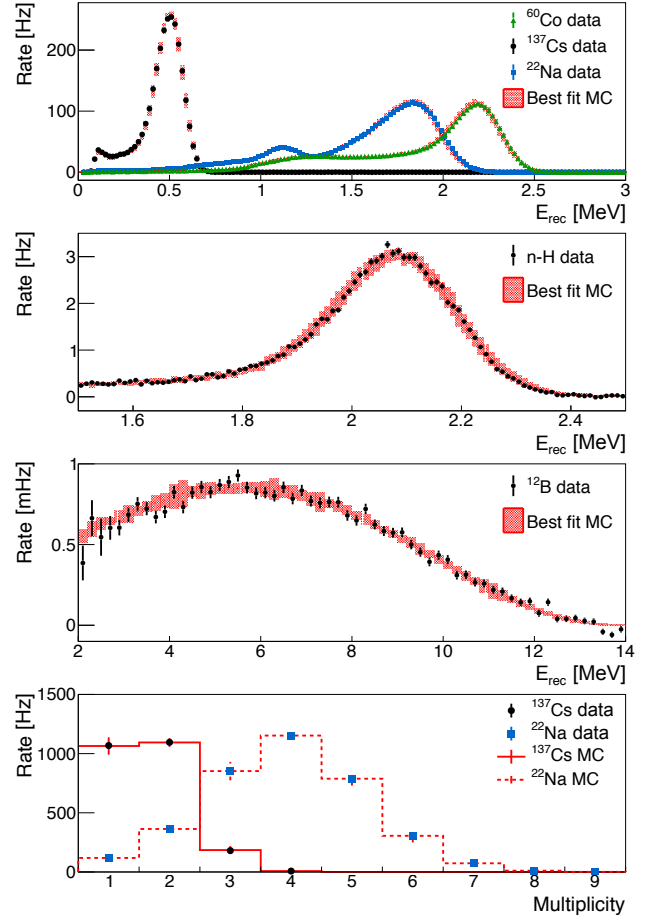 Rate [Hz]
200
100
0
⁶⁰Co data
¹³⁷Cs data
²²Na data
Best fit MC
0 0.5 1 1.5 2 2.5 3
E_rec [MeV]
Rate [Hz]
3
2
1
0
n-H data
Best fit MC
1.6 1.8 2 2.2 2.4
E_rec [MeV]
Rate [mHz]
1
0.5
0
¹²B data
Best fit MC
2 4 6 8 10 12 14
E_rec [MeV]
Rate [Hz]
1500
1000
500
0
¹³⁷Cs data
²²Na data
¹³⁷Cs MC
²²Na MC
1 2 3 4 5 6 7 8 9
Multiplicity